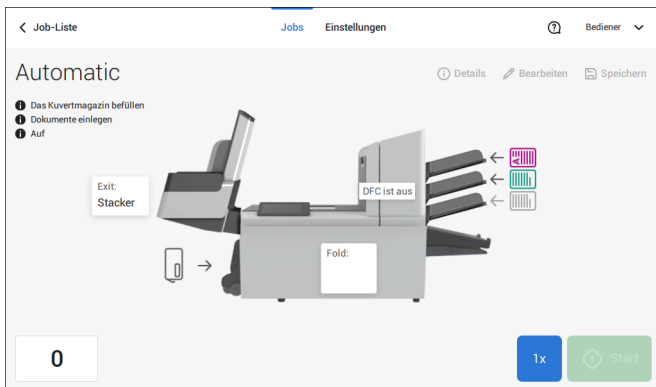 Job-Liste
Jobs
Einstellungen
Bediener
Automatic
Details
Bearbeiten
Speichern
Das Kuvertmagazin befüllen
Dokumente einlegen
Auf
Exit:
Stacker
DFC ist aus
Fold:
0
1x
Start